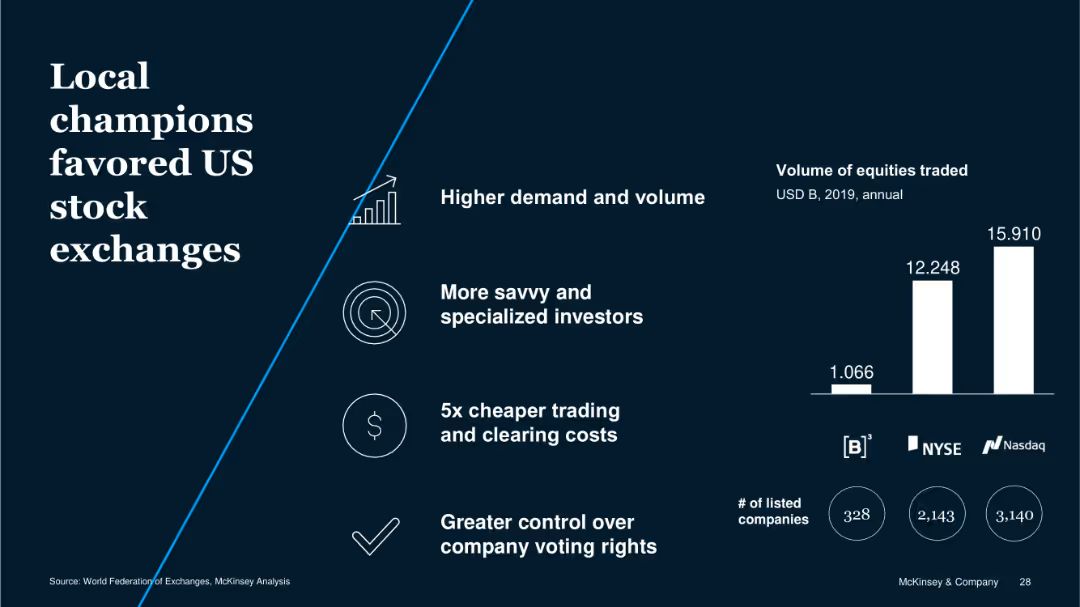 Local
champions
favored US
stock
exchanges
Higher demand and volume
More savvy and
specialized investors
$
5x cheaper trading
and clearing costs
Greater control over
company voting rights
Volume of equities traded
USD B, 2019, annual
1.066
12.248
15.910
[B]³
NYSE
Nasdaq
# of listed
companies
328
2,143
3,140
Source: World Federation of Exchanges, McKinsey Analysis
McKinsey & Company 28